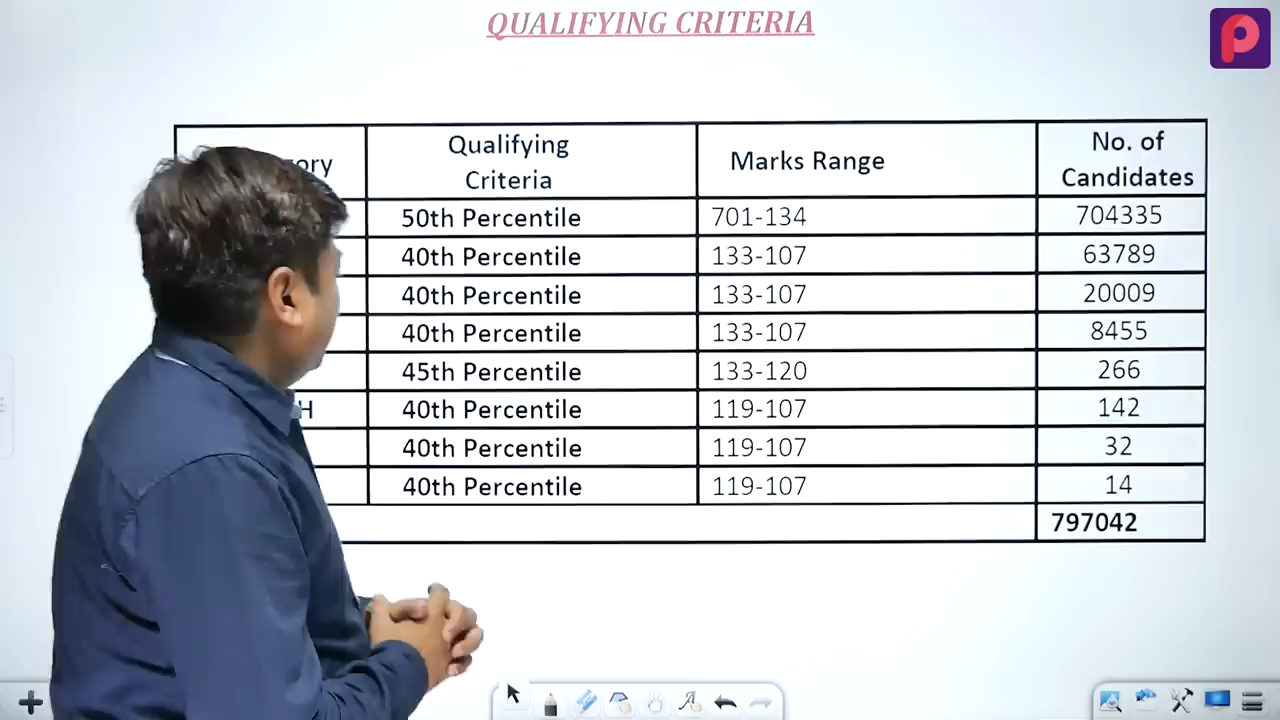 QUALIFYING CRITERIA
Qualifying Criteria Marks Range No. of Candidates
50th Percentile 701-134 704335
40th Percentile 133-107 63789
40th Percentile 133-107 20009
40th Percentile 133-107 8455
45th Percentile 133-120 266
H 40th Percentile 119-107 142
40th Percentile 119-107 32
40th Percentile 119-107 14
797042